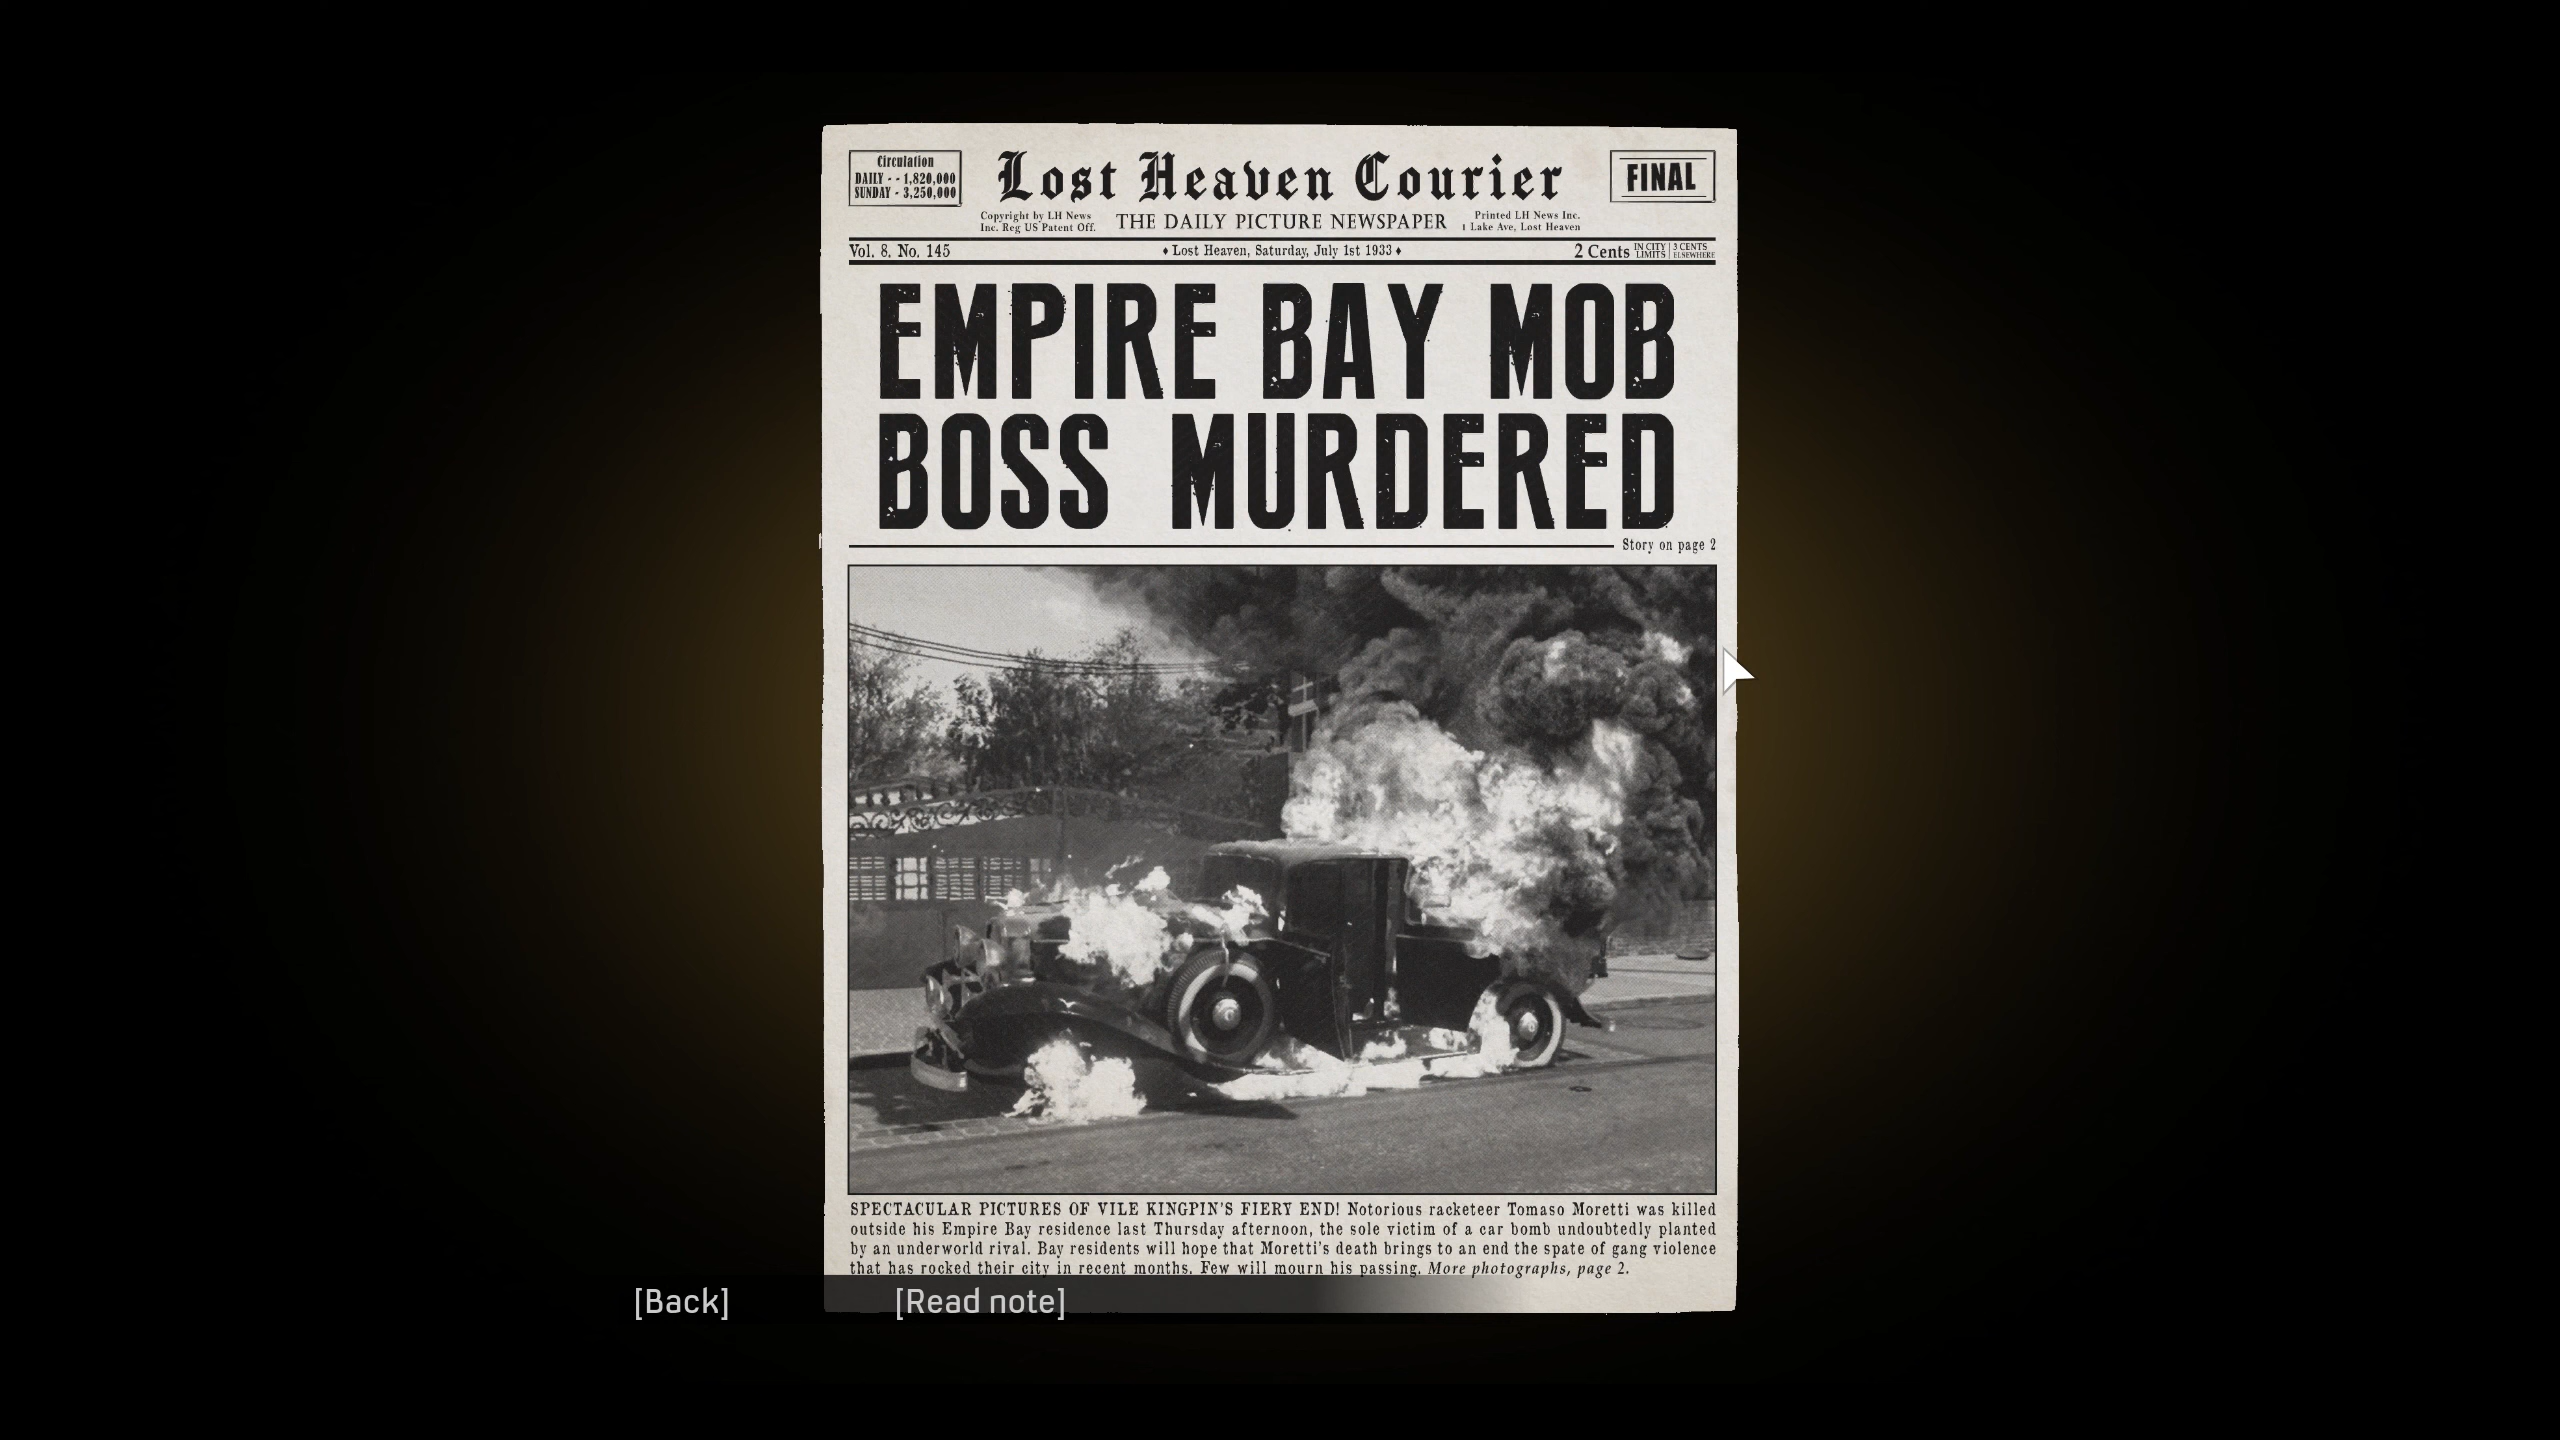 Circulation
DAILY - - 1,820,000
SUNDAY - 3,250,000
Lost Heaven Courier
FINAL
Copyright by LH News
Inc. Reg US Patent Off.
THE DAILY PICTURE NEWSPAPER
Printed LH News Inc.
1 Lake Ave, Lost Heaven
Vol. 8. No. 145
♦ Lost Heaven, Saturday, July 1st 1933 ♦
2 Cents IN CITY LIMITS | 3 CENTS ELSEWHERE
EMPIRE BAY MOB
BOSS MURDERED
Story on page 2
SPECTACULAR PICTURES OF VILE KINGPIN'S FIERY END! Notorious racketeer Tomaso Moretti was killed
outside his Empire Bay residence last Thursday afternoon, the sole victim of a car bomb undoubtedly planted
by an underworld rival. Bay residents will hope that Moretti's death brings to an end the spate of gang violence
that has rocked their city in recent months. Few will mourn his passing. More photographs, page 2.
[Back]
[Read note]